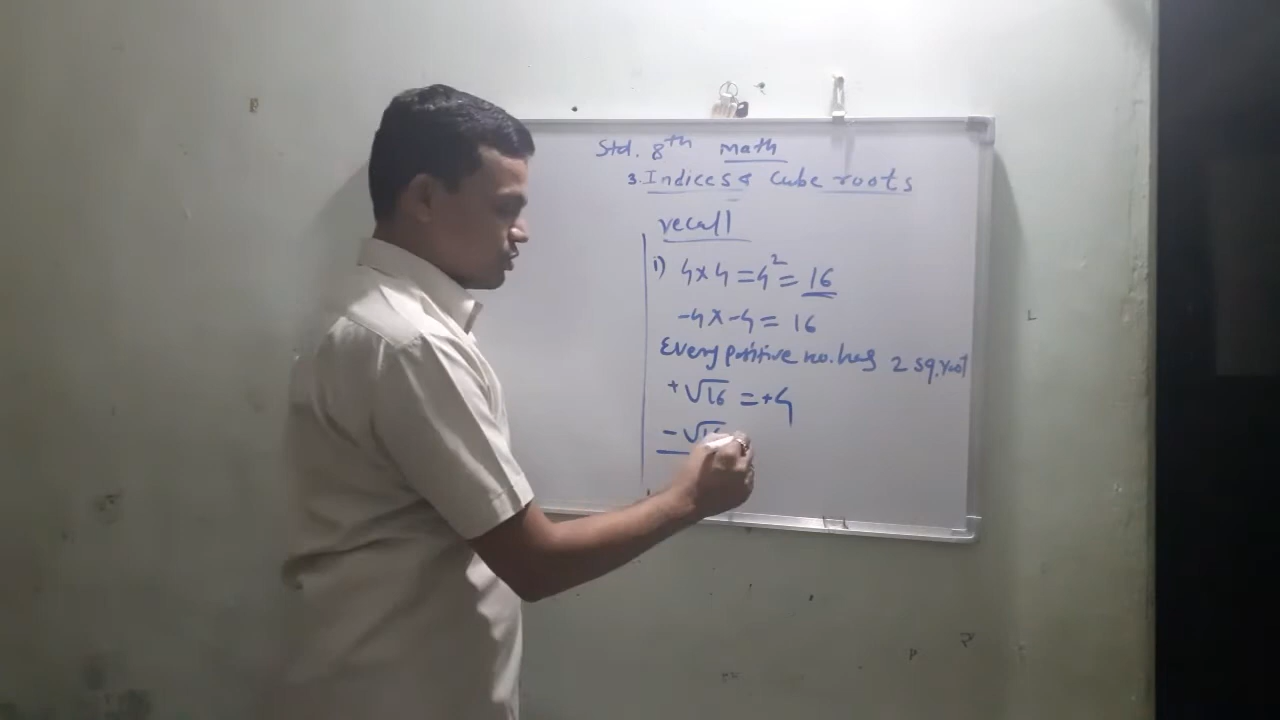 Std. 8th Math
3. Indices & Cube roots
recall
i) 4×4 = 4² = 16
-4×-4 = 16
Every positive no. has 2 sq. root
+√16 = +4
-√16